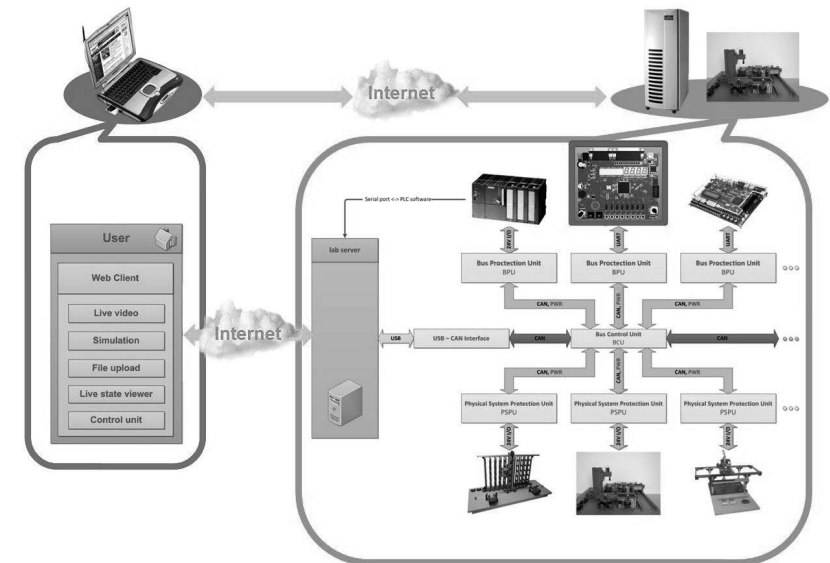 Internet
Serial port <-> PLC software
User
Web Client
Live video
Simulation
File upload
Live state viewer
Control unit
Internet
lab server
24V I/O
UART
UART
Bus Proctection Unit
BPU
Bus Proctection Unit
BPU
Bus Proctection Unit
BPU
CAN, PWR
CAN, PWR
CAN, PWR
USB
USB – CAN Interface
CAN
Bus Control Unit
BCU
CAN
CAN, PWR
CAN, PWR
CAN, PWR
Physical System Protection Unit
PSPU
Physical System Protection Unit
PSPU
Physical System Protection Unit
PSPU
24V I/O
24V I/O
24V I/O